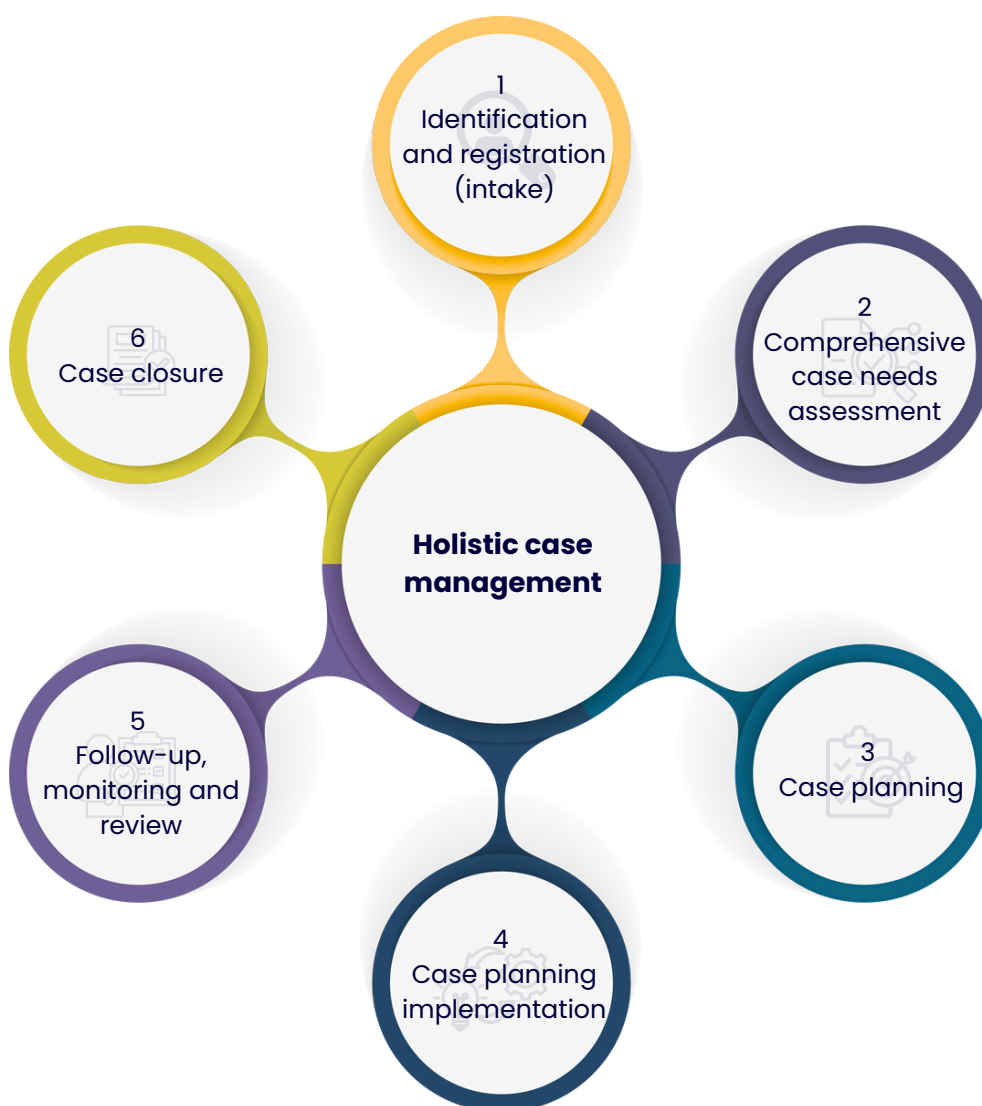 1
Identification
and registration
(intake)
2
Comprehensive
case needs
assessment
3
Case planning
4
Case planning
implementation
5
Follow-up,
monitoring and
review
6
Case closure
Holistic case
management